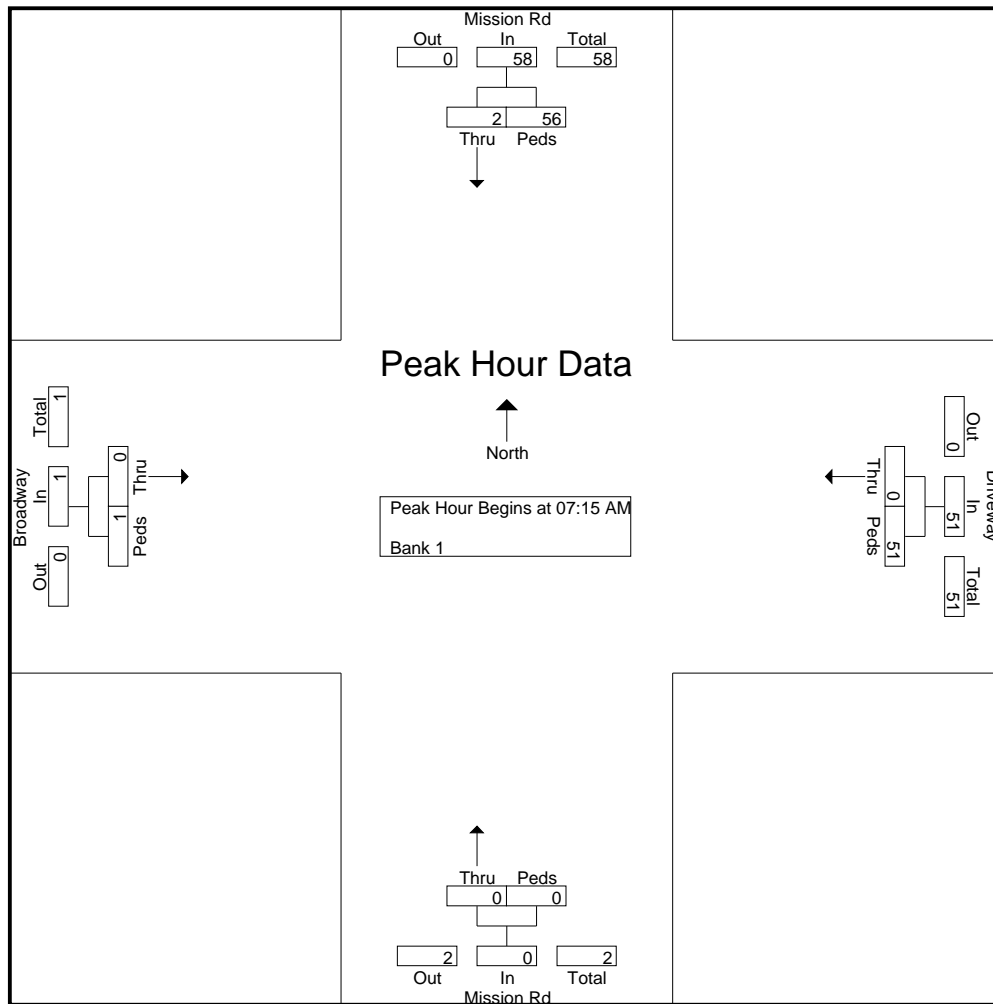 Mission Rd
Out In Total
0 58 58
2 56
Thru Peds
Peak Hour Data
North
Peak Hour Begins at 07:15 AM
Bank 1
Broadway
Out In Total
0 1 1
Peds Thru
1 0
Driveway
Out In Total
0 51 51
Thru Peds
0 51
Thru Peds
0 0
2 0 2
Out In Total
Mission Rd